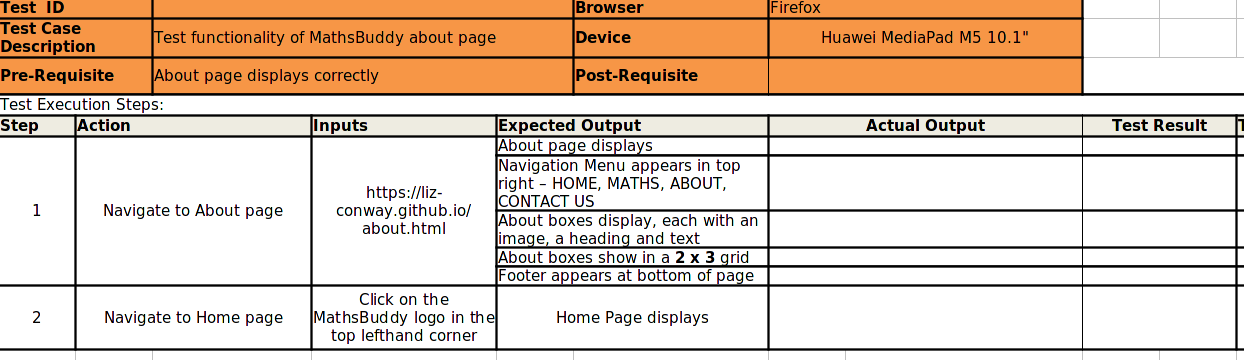 Test ID Browser Firefox
Test Case
Description
Test functionality of MathsBuddy about page Device Huawei MediaPad M5 10.1"
Pre-Requisite About page displays correctly Post-Requisite
Test Execution Steps:
Step Action Inputs Expected Output Actual Output Test Result
1 Navigate to About page
https://liz-
conway.github.io/
about.html
About page displays
Navigation Menu appears in top
right – HOME, MATHS, ABOUT,
CONTACT US
About boxes display, each with an
image, a heading and text
About boxes show in a 2 x 3 grid
Footer appears at bottom of page
2 Navigate to Home page
Click on the
MathsBuddy logo in the
top lefthand corner
Home Page displays